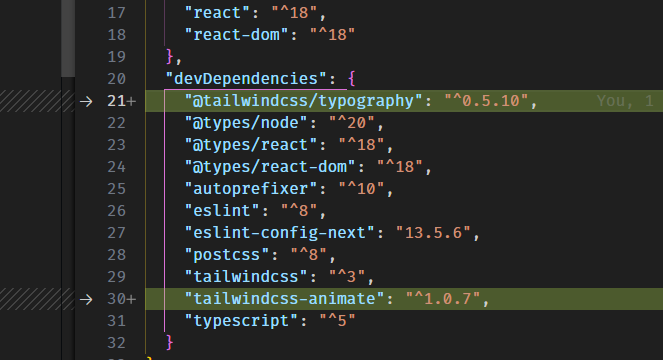 17 "react": "^18",
18 "react-dom": "^18"
19 },
20 "devDependencies": {
→ 21+ "@tailwindcss/typography": "^0.5.10", You, 1
22 "@types/node": "^20",
23 "@types/react": "^18",
24 "@types/react-dom": "^18",
25 "autoprefixer": "^10",
26 "eslint": "^8",
27 "eslint-config-next": "13.5.6",
28 "postcss": "^8",
29 "tailwindcss": "^3",
→ 30+ "tailwindcss-animate": "^1.0.7",
31 "typescript": "^5"
32 }